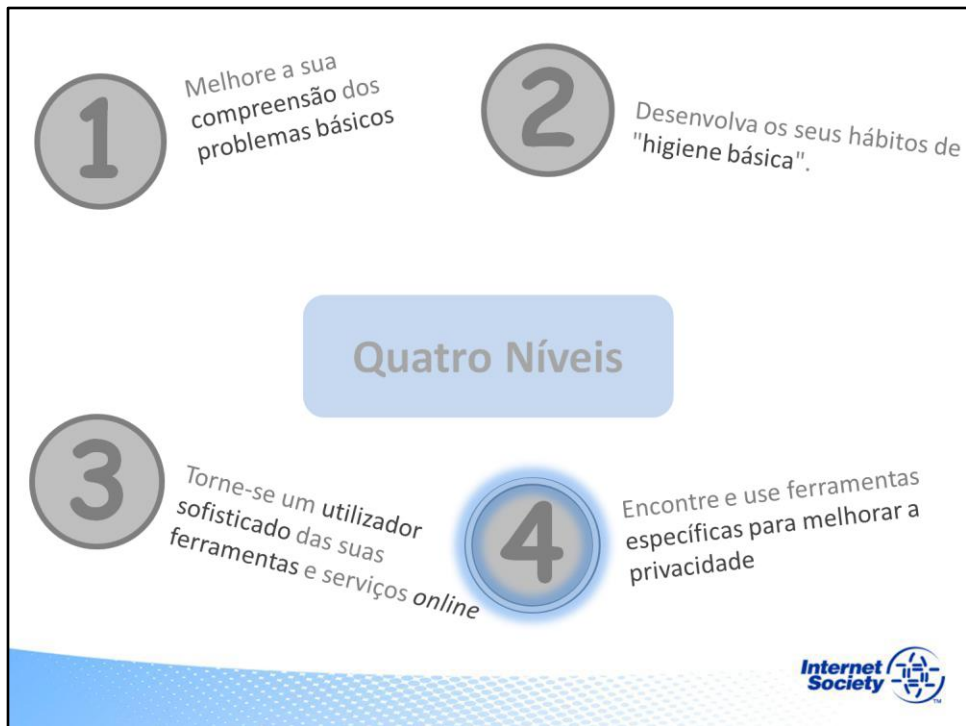 1
Melhore a sua
compreensão dos
problemas básicos
2
Desenvolva os seus hábitos de
"higiene básica".
Quatro Níveis
3
Torne-se um utilizador
sofisticado das suas
ferramentas e serviços online
4
Encontre e use ferramentas
específicas para melhorar a
privacidade
Internet
Society
TM